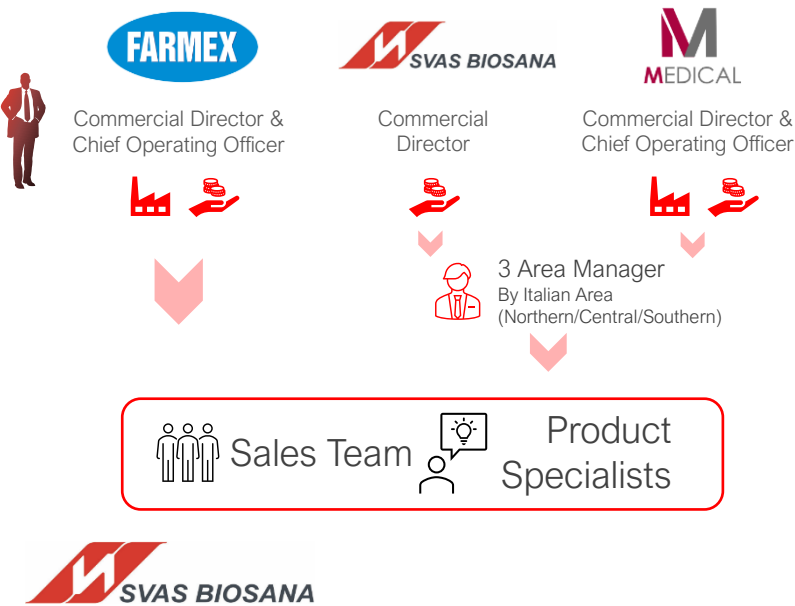 FARMEX
SVAS BIOSANA
M
MEDICAL
Commercial Director &
Chief Operating Officer
Commercial
Director
Commercial Director &
Chief Operating Officer
3 Area Manager
By Italian Area
(Northern/Central/Southern)
Sales Team
Product
Specialists
SVAS BIOSANA